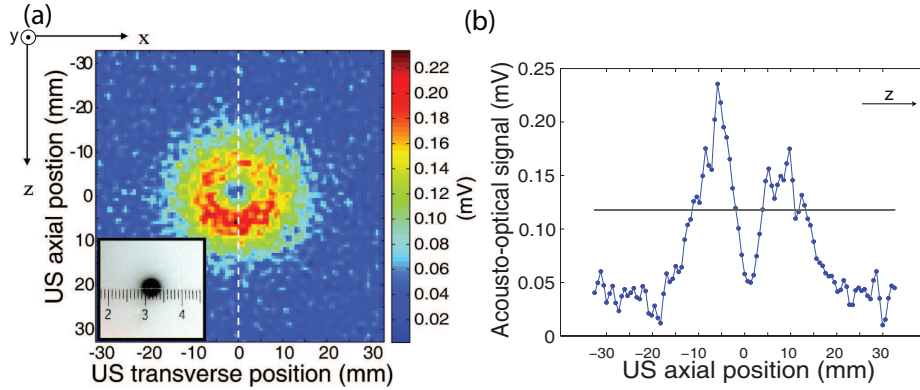 (a)
y x
z
US axial postion (mm)
-30
-20
-10
0
10
20
30
2 3 4
-30 -20 -10 0 10 20 30
US transverse position (mm)
0.22
0.20
0.18
0.16
0.14
0.12
0.10
0.08
0.06
0.04
0.02
(mV)
(b)
Acousto-optical signal (mV)
0.25
0.20
0.15
0.10
0.05
0
z
−30 −20 −10 0 10 20 30
US axial position (mm)